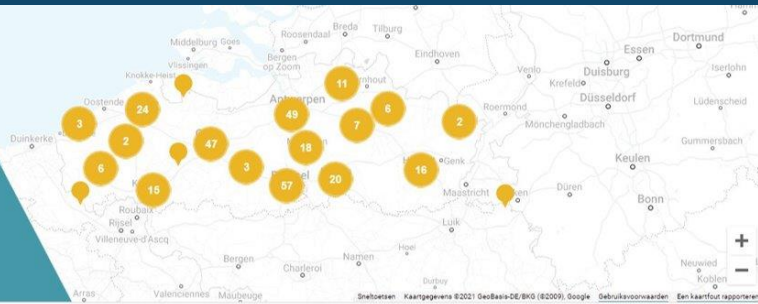 Breda
Tilburg
Roosendaal
Middelburg
Goes
Dortmund
Essen
Bergen
op Zoom
Eindhoven
Vlissingen
Venlo
Duisburg
Iserlohn
Knokke-Heist
Krefeld
11
Oostende
24
6
Roermond
Düsseldorf
Lüdenscheid
49
3
7
2
Mönchengladbach
Duinkerke
2
47
18
Gummersbach
Genk
Keulen
6
3
16
20
57
15
Maastricht
Düren
Bonn
Roubaix
Rijsel
Luik
Villeneuve-d'Ascq
Hoei
Bergen
Namen
Charleroi
Neuwied
Durbuy
Koblen
Arras
Valenciennes
Maubeuge
Sneltoetsen
Kaartgegevens ©2021 GeoBasis-DE/BKG (©2009), Google
Gebruiksvoorwaarden
Een kaartfout rapporteren
+
−